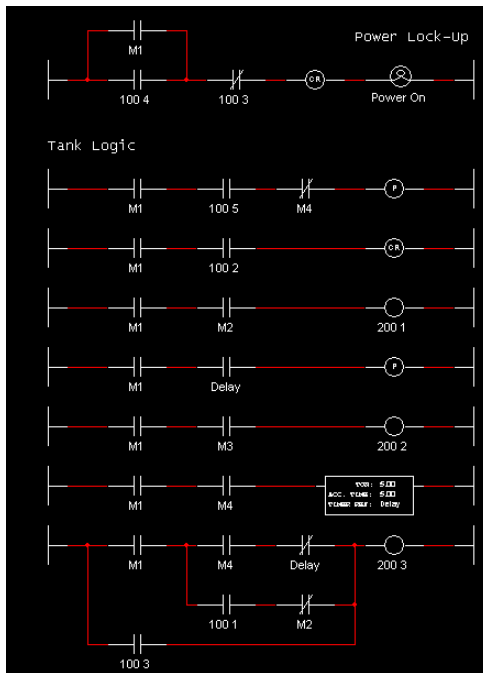 M1
Power Lock-Up
CR
100 4
100 3
Power On
Tank Logic
P
M1
100 5
M4
CR
M1
100 2
M1
M2
200 1
P
M1
Delay
M1
M3
200 2
TON: 5.00
ACC. TIME: 5.00
TIMER REF: Delay
M1
M4
M1
M4
Delay
200 3
100 1
M2
100 3